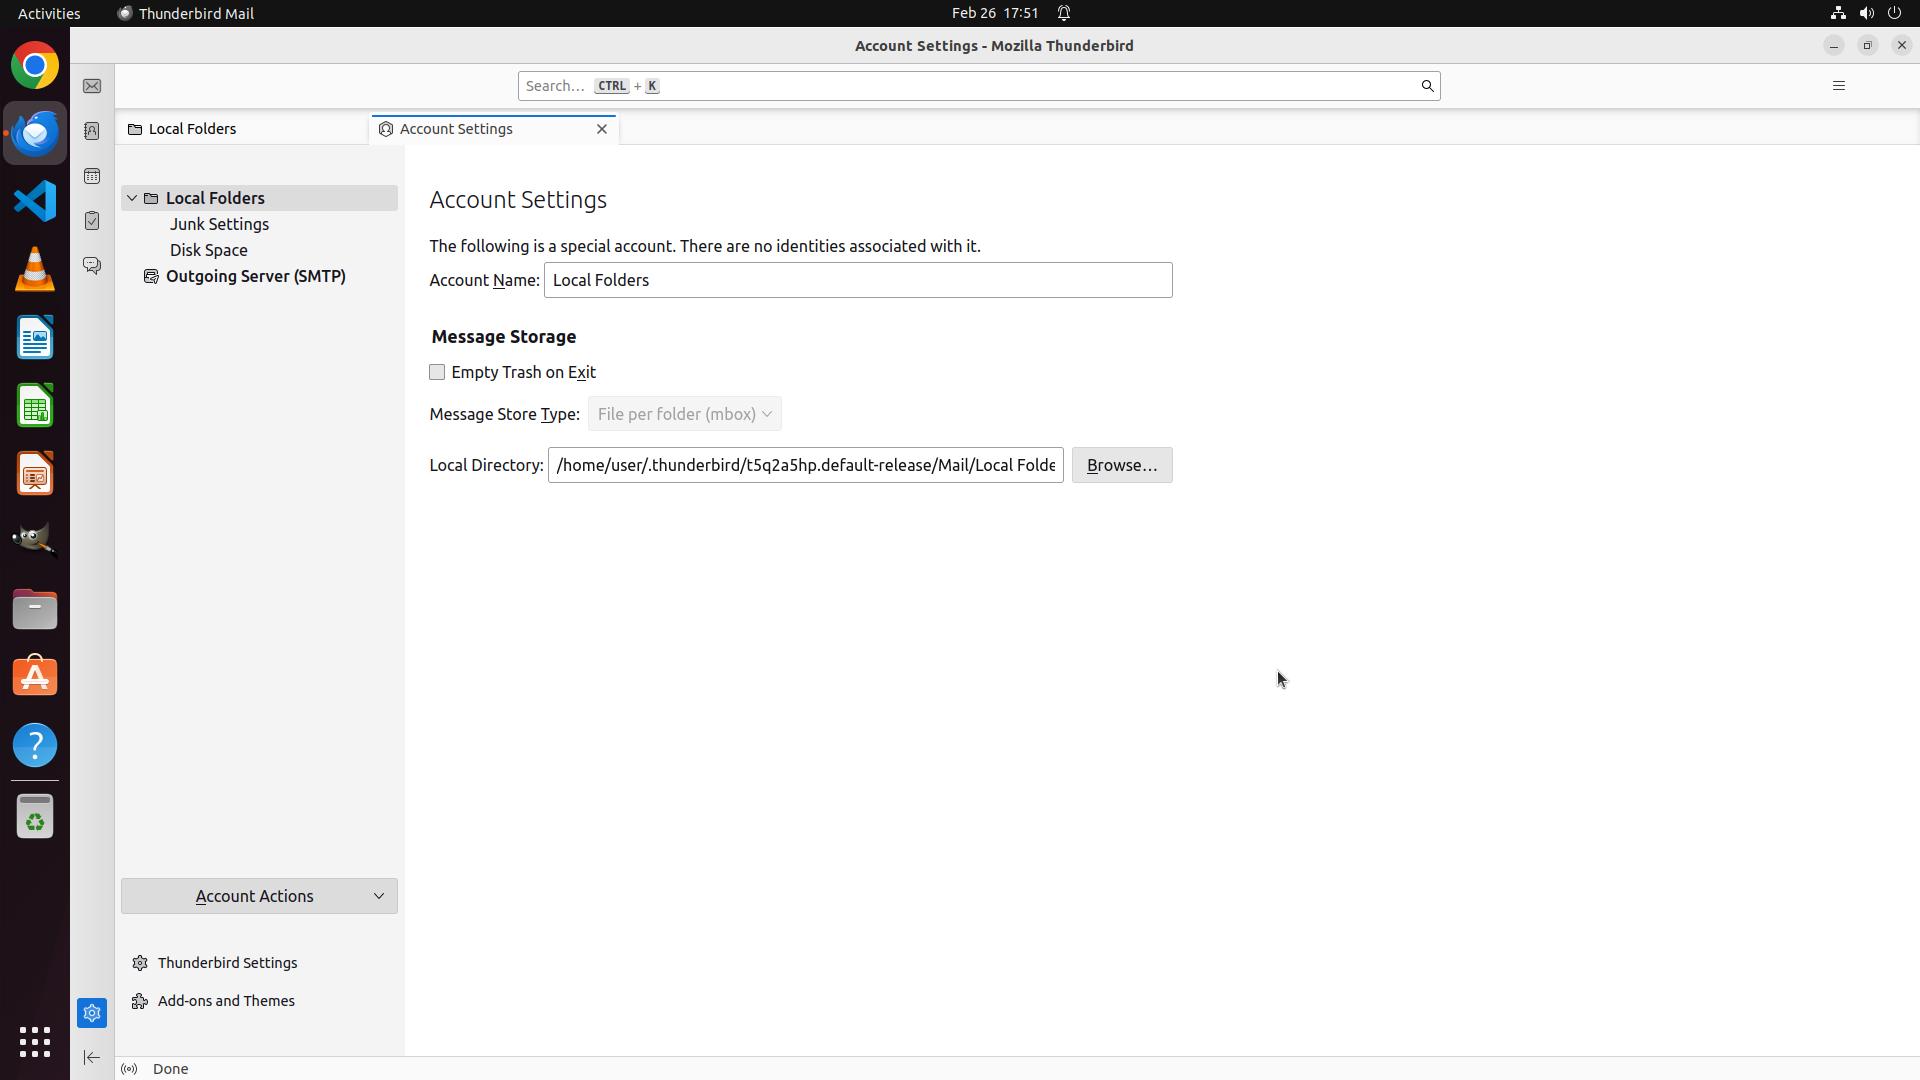 Activities
Thunderbird Mail
Feb 26 17:51
Account Settings - Mozilla Thunderbird
Search… CTRL + K
Local Folders
Account Settings
Local Folders
Junk Settings
Disk Space
Outgoing Server (SMTP)
Account Settings
The following is a special account. There are no identities associated with it.
Account Name: Local Folders
Message Storage
Empty Trash on Exit
Message Store Type: File per folder (mbox)
Local Directory: /home/user/.thunderbird/t5q2a5hp.default-release/Mail/Local Folde
Browse…
Account Actions
Thunderbird Settings
Add-ons and Themes
Done